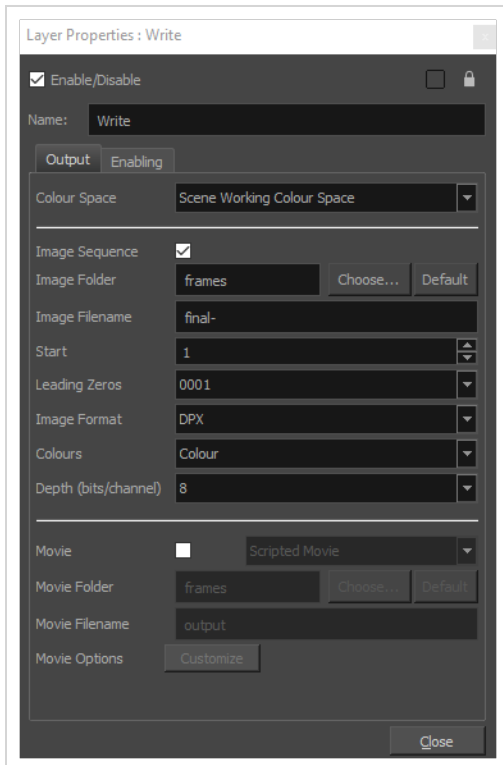 Layer Properties : Write
x
Enable/Disable
Name: Write
Output Enabling
Colour Space Scene Working Colour Space
Image Sequence
Image Folder frames Choose... Default
Image Filename final-
Start 1
Leading Zeros 0001
Image Format DPX
Colours Colour
Depth (bits/channel) 8
Movie Scripted Movie
Movie Folder frames Choose... Default
Movie Filename output
Movie Options Customize
Close